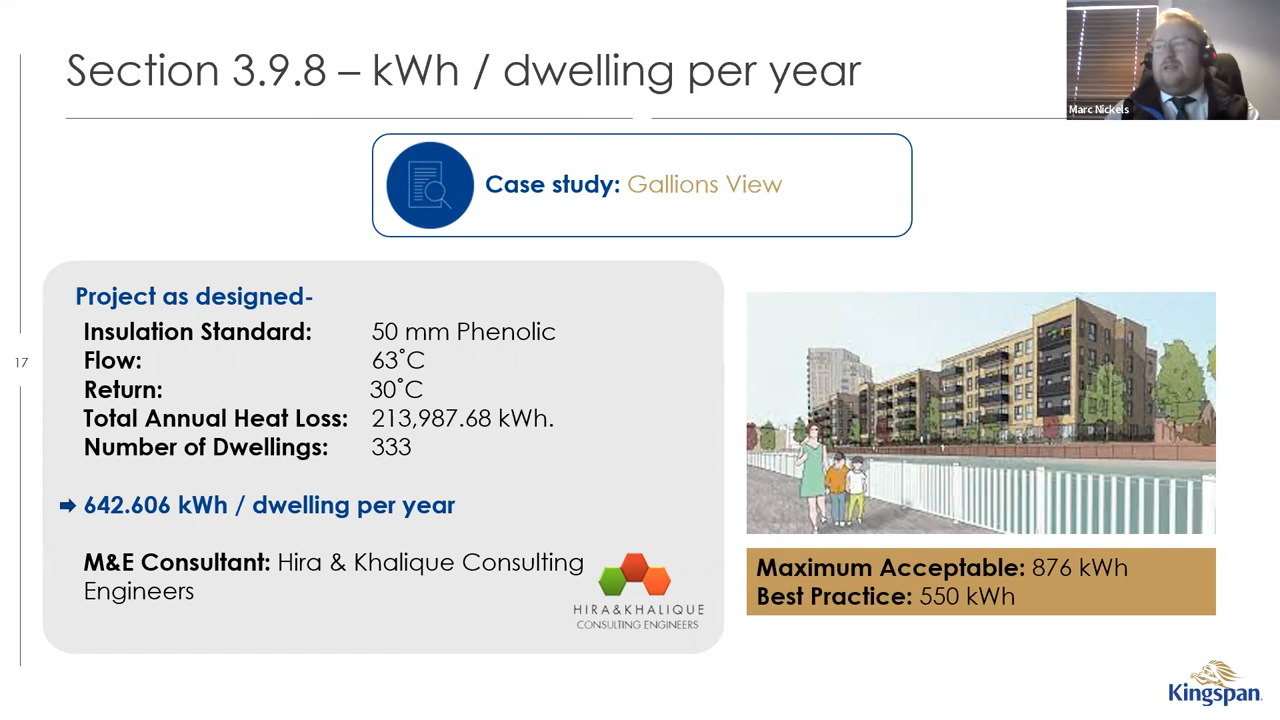 Section 3.9.8 – kWh / dwelling per year
Marc Nickels
Case study: Gallions View
Project as designed-
Insulation Standard: 50 mm Phenolic
Flow: 63˚C
Return: 30˚C
Total Annual Heat Loss: 213,987.68 kWh.
Number of Dwellings: 333
642.606 kWh / dwelling per year
M&E Consultant: Hira & Khalique Consulting
Engineers
HIRA&KHALIQUE
CONSULTING ENGINEERS
17
Maximum Acceptable: 876 kWh
Best Practice: 550 kWh
Kingspan